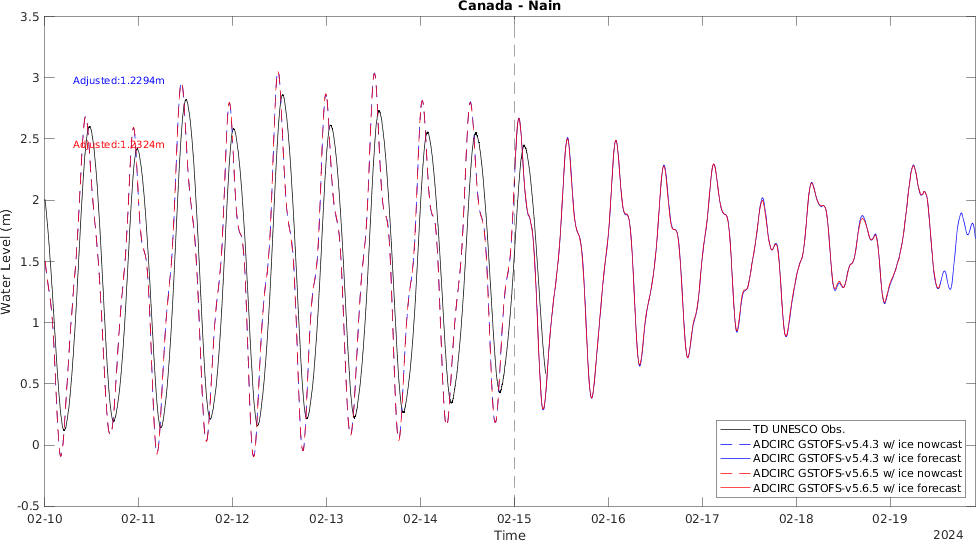 Canada - Nain
3.5
3
2.5
2
1.5
1
0.5
0
-0.5
Water Level (m)
Adjusted:1.2294m
Adjusted:1.2324m
TD UNESCO Obs.
ADCIRC GSTOFS-v5.4.3 w/ ice nowcast
ADCIRC GSTOFS-v5.4.3 w/ ice forecast
ADCIRC GSTOFS-v5.6.5 w/ ice nowcast
ADCIRC GSTOFS-v5.6.5 w/ ice forecast
02-10 02-11 02-12 02-13 02-14 02-15 02-16 02-17 02-18 02-19
Time
2024